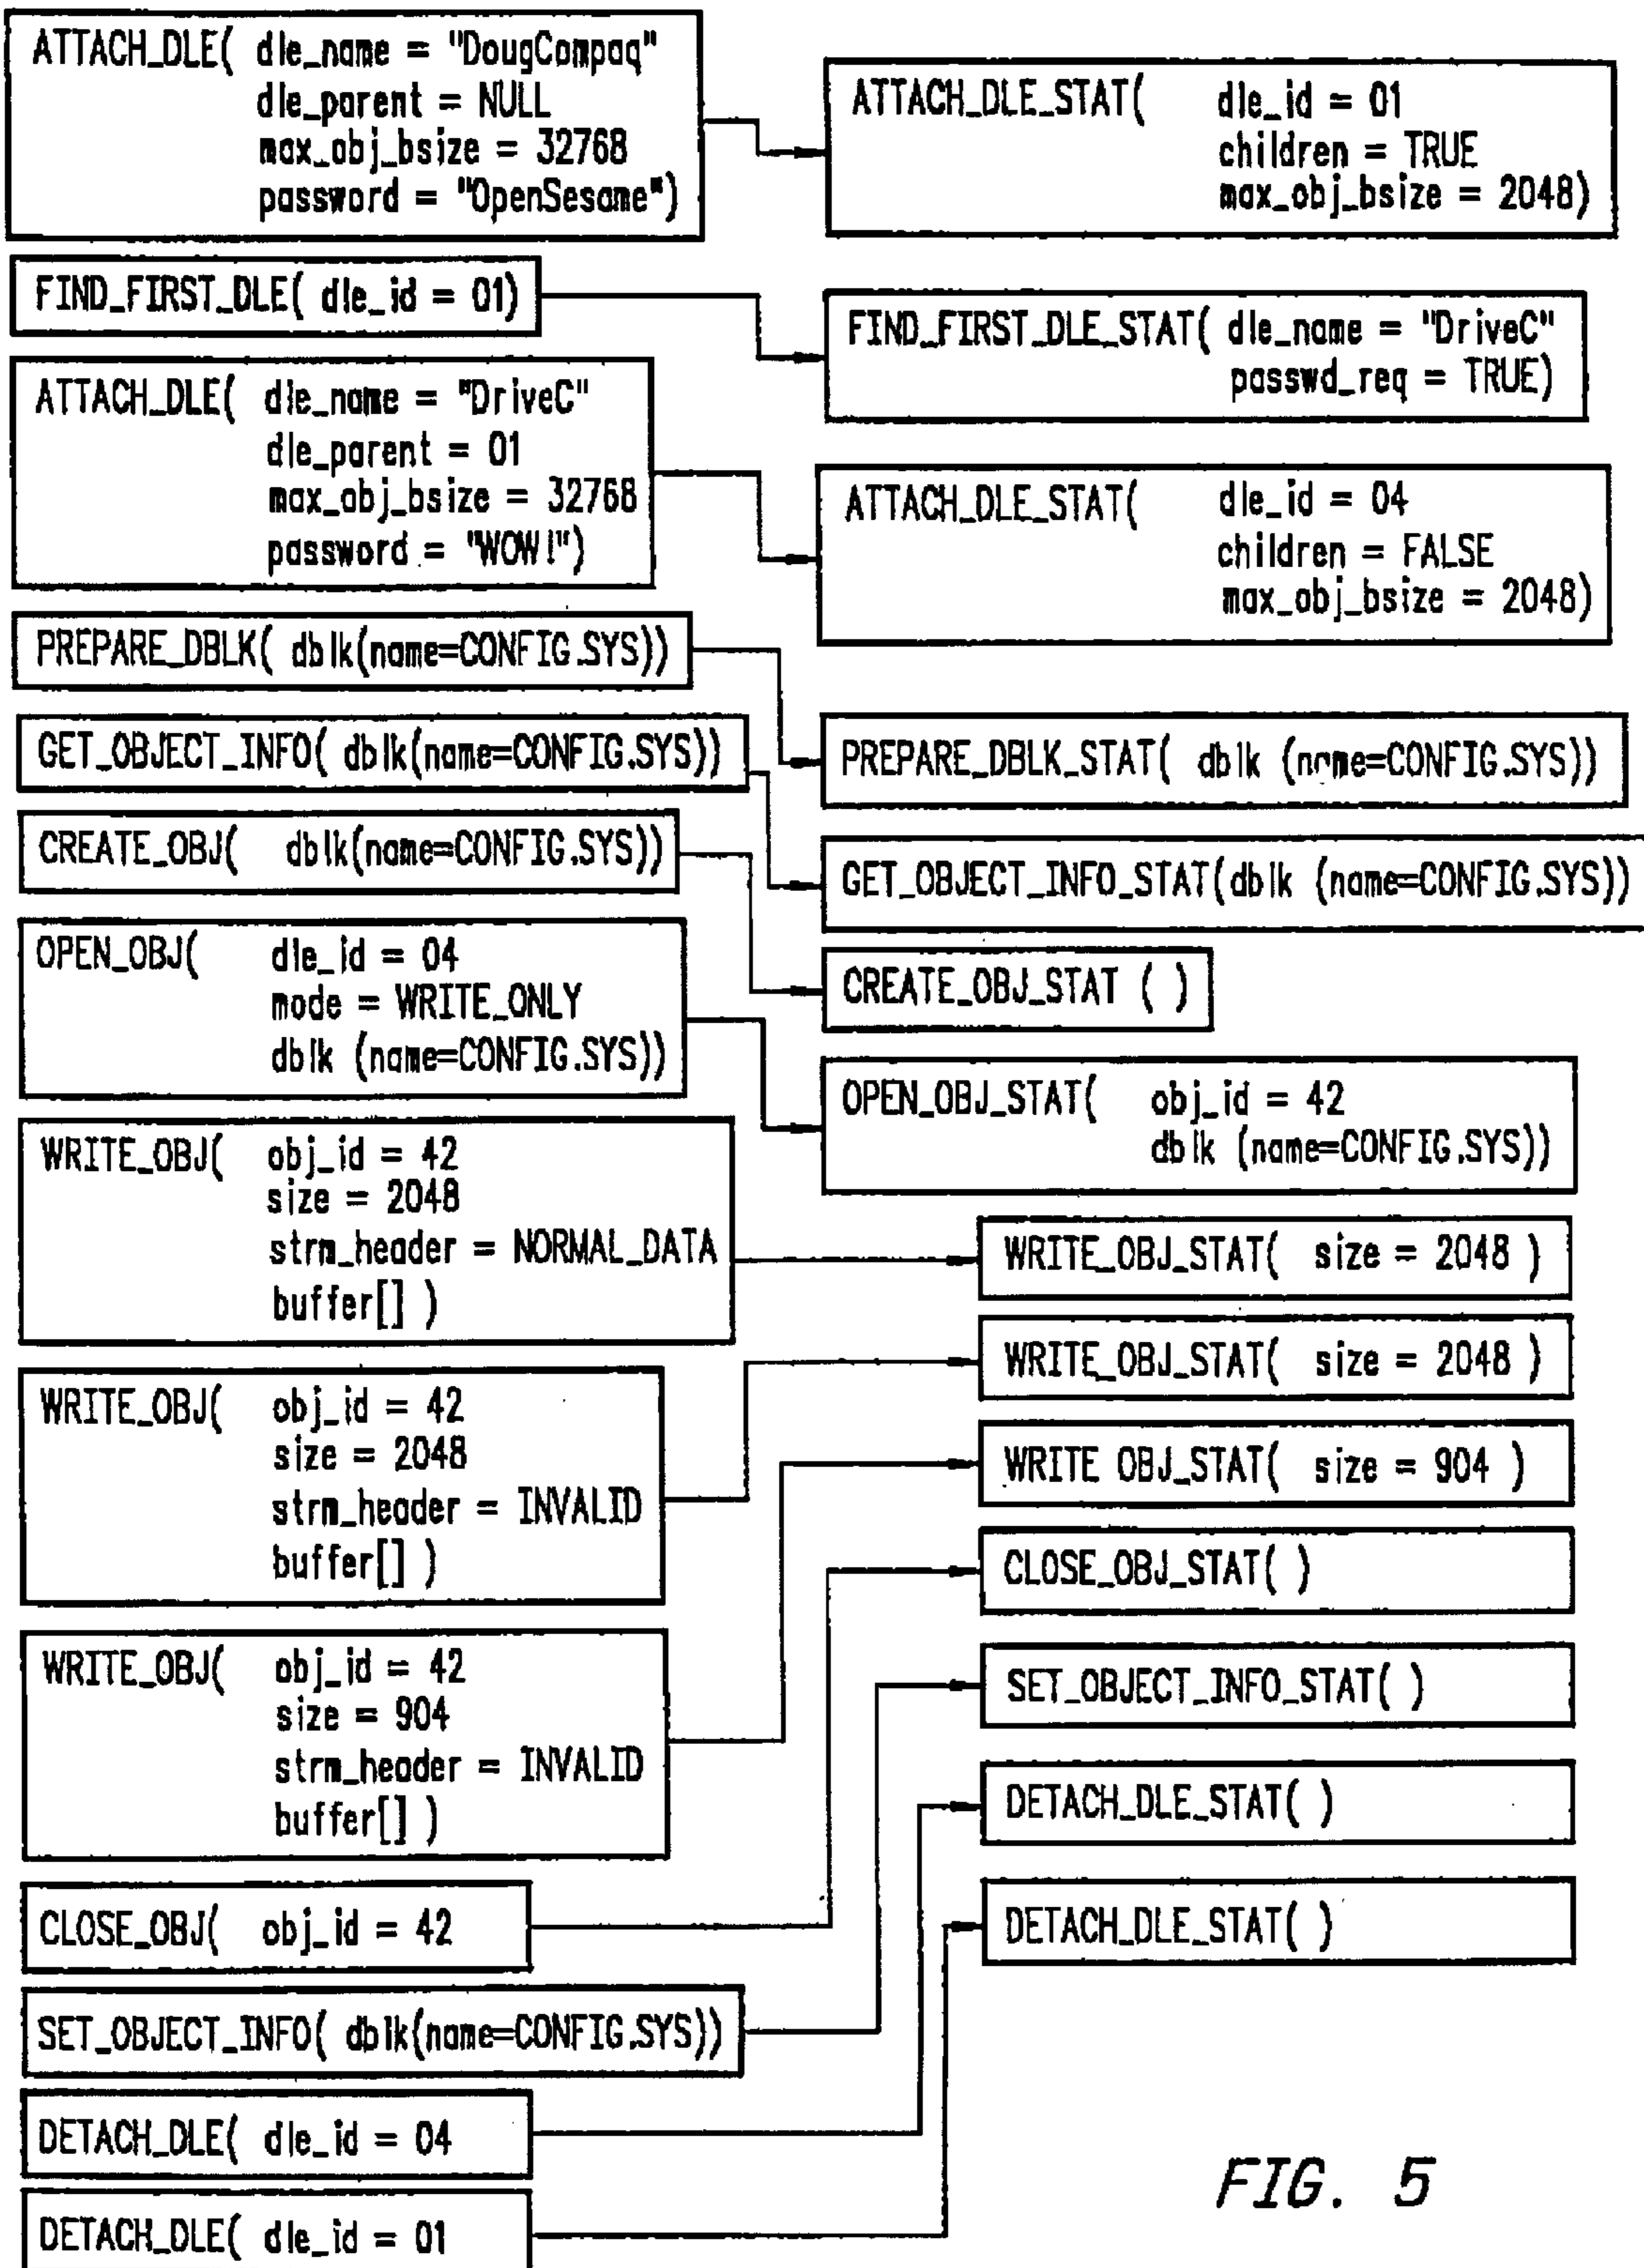 ATTACH_DLE( dle_name = "DougCompaq"
dle_parent = NULL
max_obj_bsize = 32768
password = "OpenSesame")
ATTACH_DLE_STAT( dle_id = 01
children = TRUE
max_obj_bsize = 2048)
FIND_FIRST_DLE( dle_id = 01)
FIND_FIRST_DLE_STAT( dle_name = "DriveC"
passwd_req = TRUE)
ATTACH_DLE( dle_name = "DriveC"
dle_parent = 01
max_obj_bsize = 32768
password = "WOW!")
ATTACH_DLE_STAT( dle_id = 04
children = FALSE
max_obj_bsize = 2048)
PREPARE_DBLK( dblk(name=CONFIG.SYS))
PREPARE_DBLK_STAT( dblk (name=CONFIG.SYS))
GET_OBJECT_INFO( dblk(name=CONFIG.SYS))
GET_OBJECT_INFO_STAT(dblk (name=CONFIG.SYS))
CREATE_OBJ( dblk(name=CONFIG.SYS))
CREATE_OBJ_STAT ( )
OPEN_OBJ( dle_id = 04
mode = WRITE_ONLY
dblk (name=CONFIG.SYS))
OPEN_OBJ_STAT( obj_id = 42
dblk (name=CONFIG.SYS))
WRITE_OBJ( obj_id = 42
size = 2048
strm_header = NORMAL_DATA
buffer[] )
WRITE_OBJ_STAT( size = 2048 )
WRITE_OBJ( obj_id = 42
size = 2048
strm_header = INVALID
buffer[] )
WRITE_OBJ_STAT( size = 2048 )
WRITE_OBJ( obj_id = 42
size = 904
strm_header = INVALID
buffer[] )
WRITE OBJ_STAT( size = 904 )
CLOSE_OBJ( obj_id = 42
CLOSE_OBJ_STAT( )
SET_OBJECT_INFO( dblk(name=CONFIG.SYS))
SET_OBJECT_INFO_STAT( )
DETACH_DLE( dle_id = 04
DETACH_DLE_STAT( )
DETACH_DLE( dle_id = 01
DETACH_DLE_STAT( )
FIG. 5